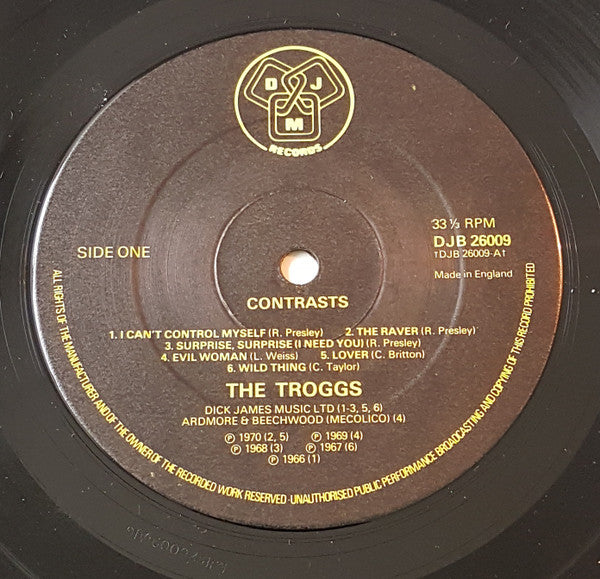 D J
M
RECORDS
33 ⅓ RPM
DJB 26009
↑DJB 26009-A↑
SIDE ONE
Made in England
CONTRASTS
1. I CAN'T CONTROL MYSELF (R. Presley) 2. THE RAVER (R. Presley)
3. SURPRISE, SURPRISE (I NEED YOU) (R. Presley)
4. EVIL WOMAN (L. Weiss) 5. LOVER (C. Britton)
6. WILD THING (C. Taylor)
THE TROGGS
DICK JAMES MUSIC LTD (1-3, 5, 6)
ARDMORE & BEECHWOOD (MECOLICO) (4)
℗ 1970 (2, 5) ℗ 1969 (4)
℗ 1968 (3) ℗ 1967 (6)
℗ 1966 (1)
ALL RIGHTS OF THE MANUFACTURER AND OF THE OWNER OF THE RECORDED WORK RESERVED · UNAUTHORISED PUBLIC PERFORMANCE BROADCASTING AND COPYING OF THIS RECORD PROHIBITED